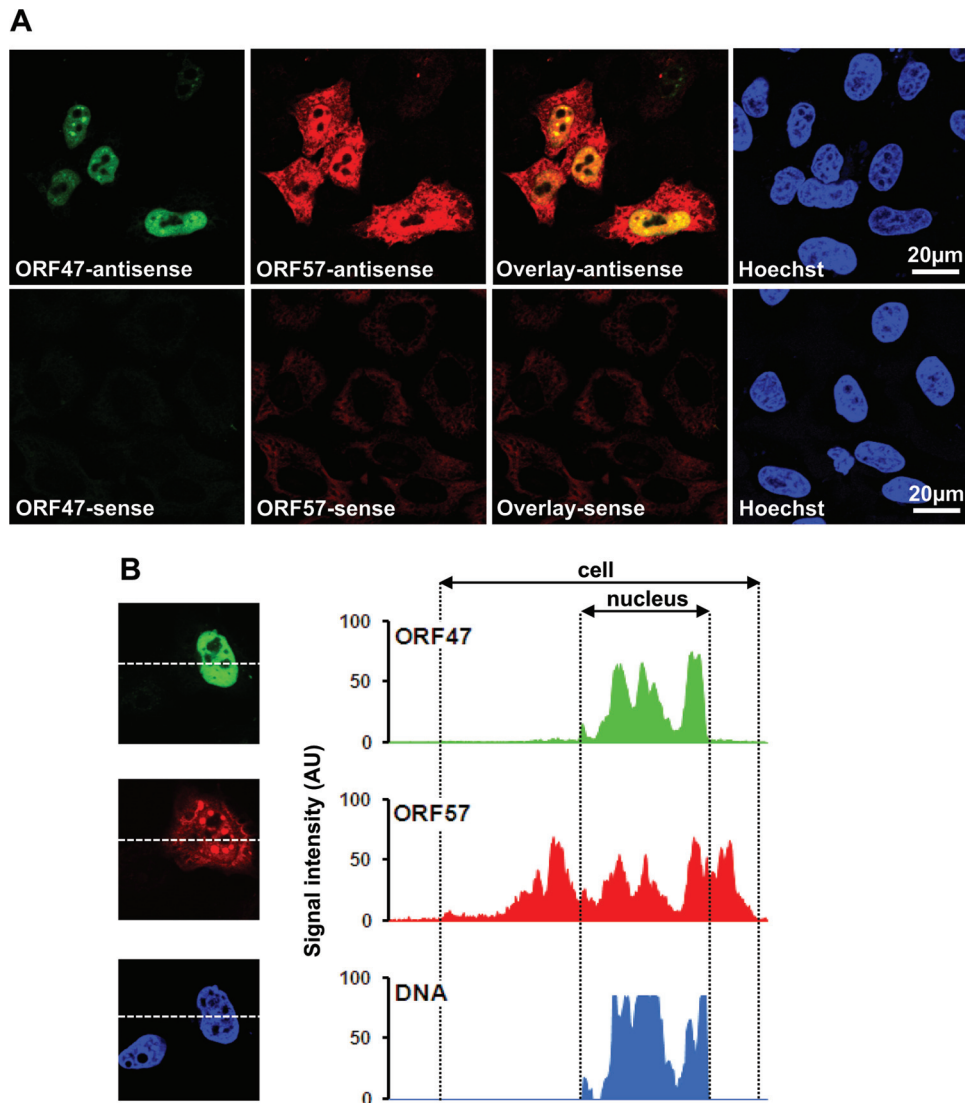 A
ORF47-antisense
ORF57-antisense
Overlay-antisense
Hoechst
20µm
ORF47-sense
ORF57-sense
Overlay-sense
Hoechst
20µm
B
cell
nucleus
Signal intensity (AU)
100
ORF47
50
0
100
ORF57
50
0
100
DNA
50
0